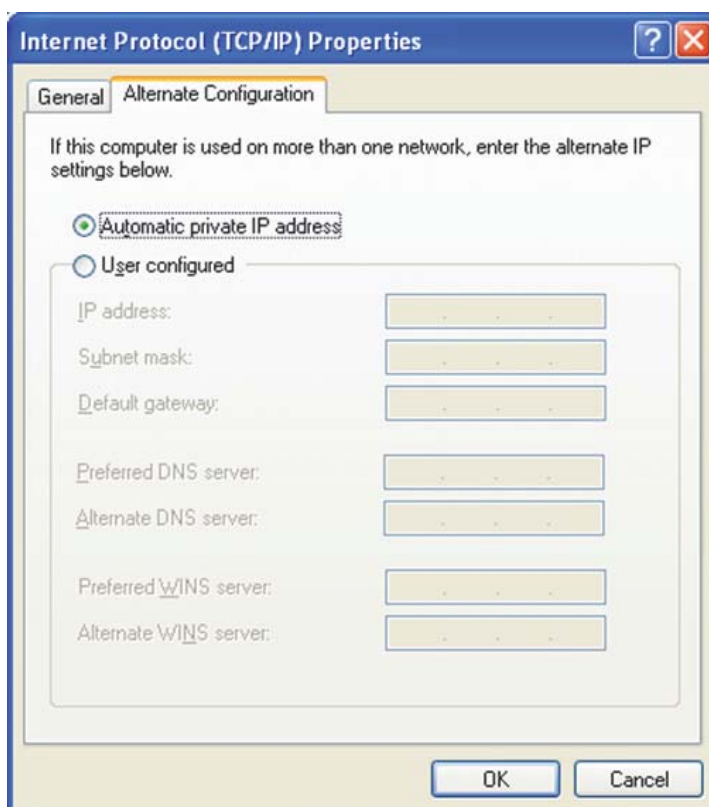 Internet Protocol (TCP/IP) Properties
General
Alternate Configuration
If this computer is used on more than one network, enter the alternate IP
settings below.
Automatic private IP address
User configured
IP address:
Subnet mask:
Default gateway:
Preferred DNS server:
Alternate DNS server:
Preferred WINS server:
Alternate WINS server:
OK
Cancel